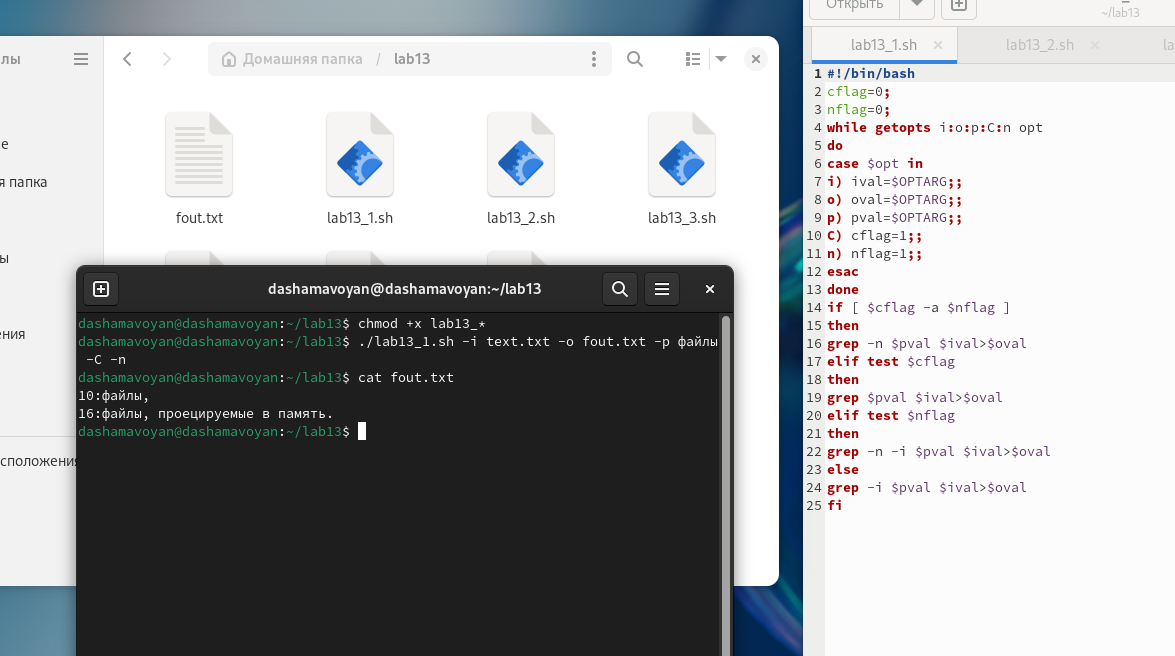 лы
Домашняя папка / lab13
е
я папка
ы
ения
сположения
fout.txt
lab13_1.sh
lab13_2.sh
lab13_3.sh
dashamavoyan@dashamavoyan:~/lab13
dashamavoyan@dashamavoyan:~/lab13$ chmod +x lab13_*
dashamavoyan@dashamavoyan:~/lab13$ ./lab13_1.sh -i text.txt -o fout.txt -p файлы
-C -n
dashamavoyan@dashamavoyan:~/lab13$ cat fout.txt
10:файлы,
16:файлы, проецируемые в память.
dashamavoyan@dashamavoyan:~/lab13$
Открыть
~/lab13
lab13_1.sh
lab13_2.sh
la
1 #!/bin/bash
2 cflag=0;
3 nflag=0;
4 while getopts i:o:p:C:n opt
5 do
6 case $opt in
7 i) ival=$OPTARG;;
8 o) oval=$OPTARG;;
9 p) pval=$OPTARG;;
10 C) cflag=1;;
11 n) nflag=1;;
12 esac
13 done
14 if [ $cflag -a $nflag ]
15 then
16 grep -n $pval $ival>$oval
17 elif test $cflag
18 then
19 grep $pval $ival>$oval
20 elif test $nflag
21 then
22 grep -n -i $pval $ival>$oval
23 else
24 grep -i $pval $ival>$oval
25 fi